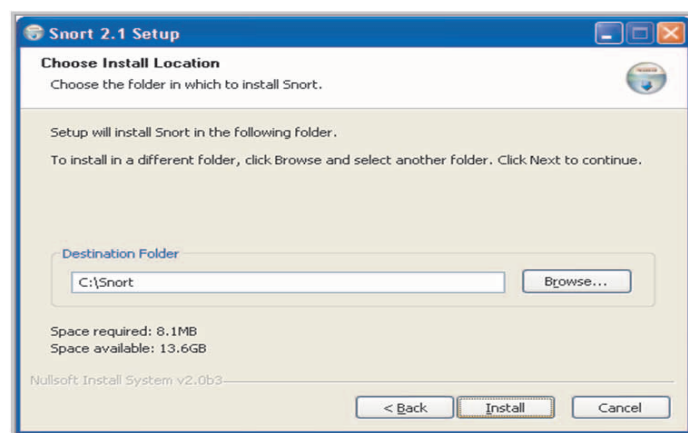 Snort 2.1 Setup
Choose Install Location
Choose the folder in which to install Snort.
Setup will install Snort in the following folder.
To install in a different folder, click Browse and select another folder. Click Next to continue.
Destination Folder
C:\Snort
Browse...
Space required: 8.1MB
Space available: 13.6GB
Nullsoft Install System v2.0b3
< Back
Install
Cancel